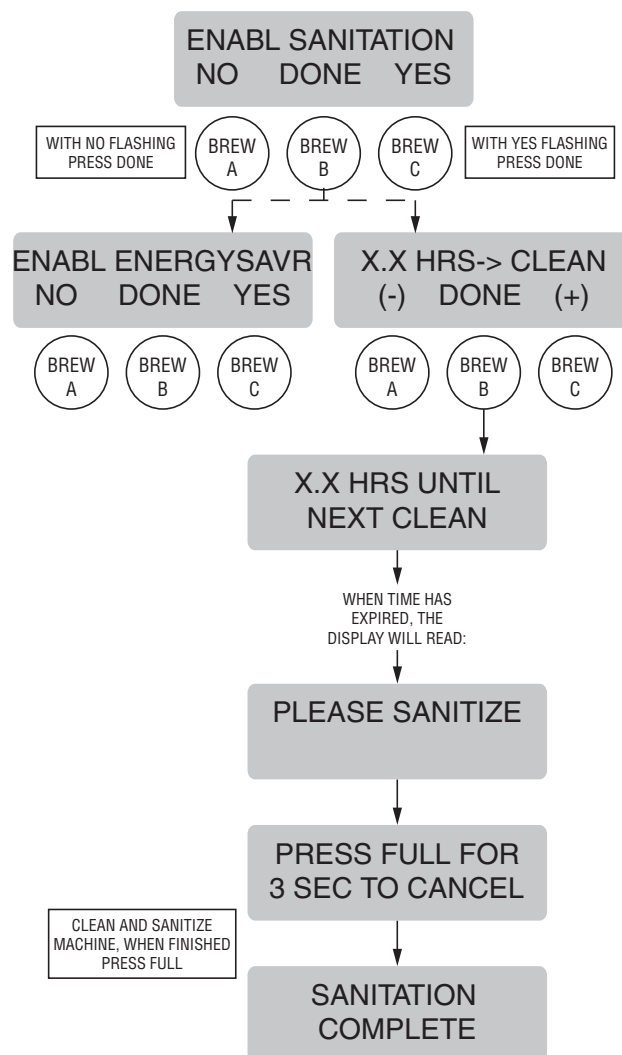 ENABL SANITATION
NO DONE YES
WITH NO FLASHING
PRESS DONE
BREW
A
BREW
B
BREW
C
WITH YES FLASHING
PRESS DONE
ENABL ENERGYSAVR
NO DONE YES
BREW
A
BREW
B
BREW
C
X.X HRS-> CLEAN
(-) DONE (+)
BREW
A
BREW
B
BREW
C
X.X HRS UNTIL
NEXT CLEAN
WHEN TIME HAS
EXPIRED, THE
DISPLAY WILL READ:
PLEASE SANITIZE
PRESS FULL FOR
3 SEC TO CANCEL
CLEAN AND SANITIZE
MACHINE, WHEN FINISHED
PRESS FULL
SANITATION
COMPLETE